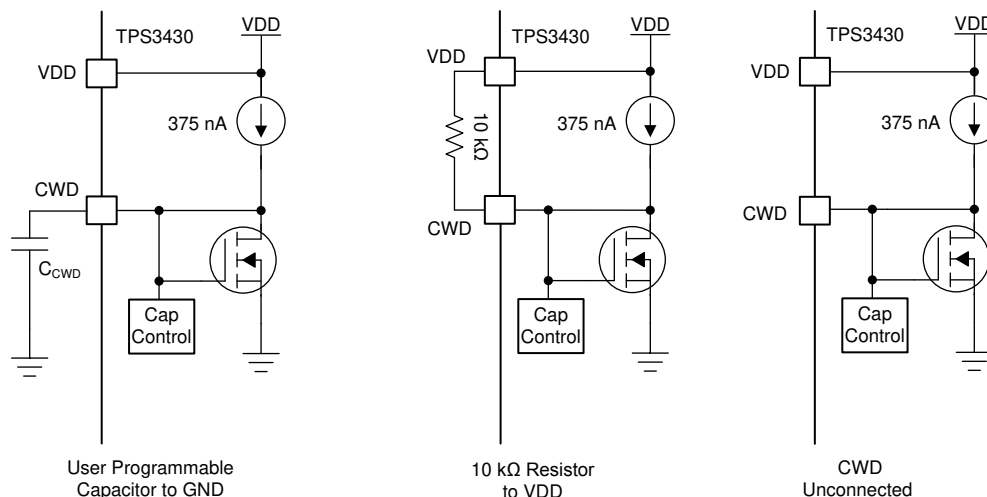 TPS3430
VDD
VDD
375 nA
CWD
CCWD
Cap
Control
User Programmable
Capacitor to GND
TPS3430
VDD
VDD
10 kΩ
375 nA
CWD
Cap
Control
10 kΩ Resistor
to VDD
TPS3430
VDD
VDD
375 nA
CWD
Cap
Control
CWD
Unconnected